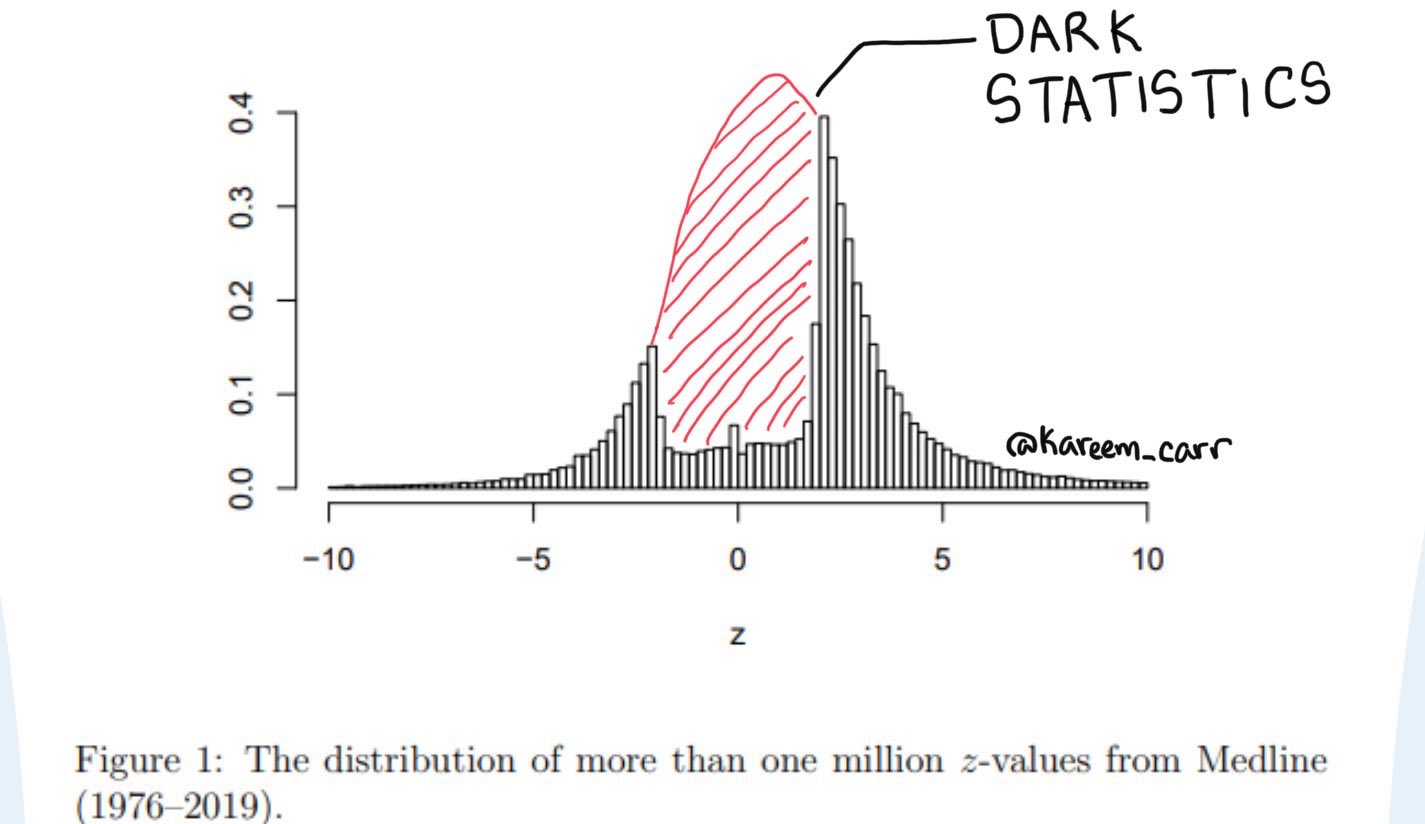 DARK
STATISTICS
0.4
0.3
0.2
0.1
0.0
@kareem_carr
−10 −5 0 5 10
z
Figure 1: The distribution of more than one million z-values from Medline
(1976–2019).